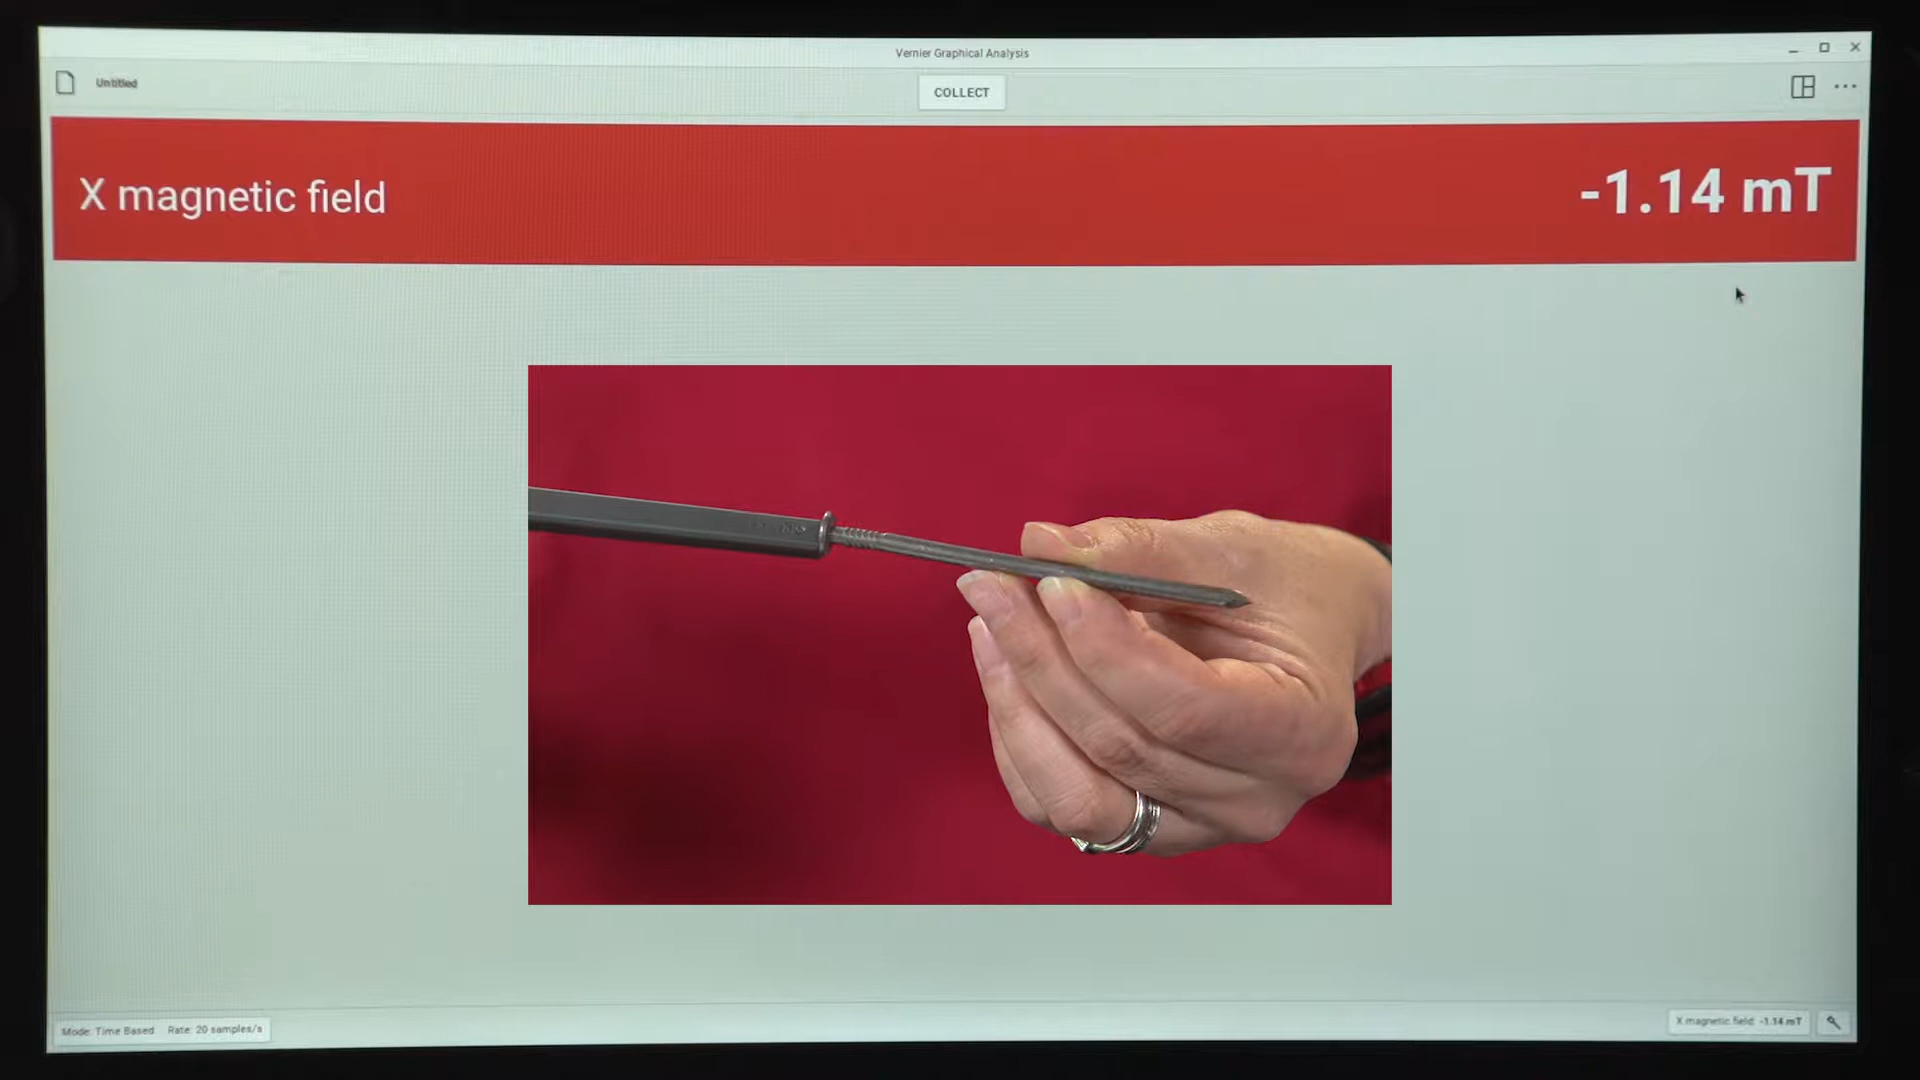 Vernier Graphical Analysis
Untitled
COLLECT
X magnetic field
-1.14 mT
Mode: Time Based Rate: 20 samples/s
X magnetic field: -1.14 mT